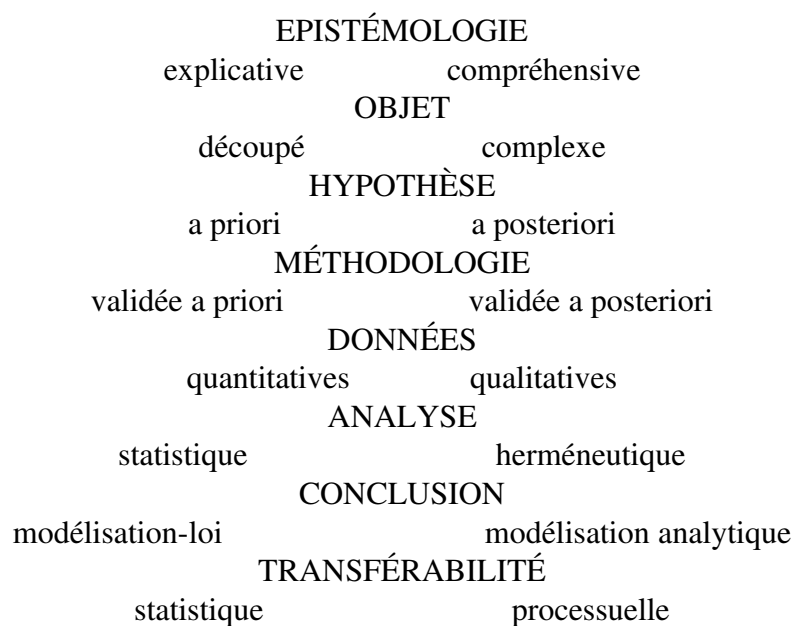 EPISTÉMOLOGIE
explicative compréhensive
OBJET
découpé complexe
HYPOTHÈSE
a priori a posteriori
MÉTHODOLOGIE
validée a priori validée a posteriori
DONNÉES
quantitatives qualitatives
ANALYSE
statistique herméneutique
CONCLUSION
modélisation-loi modélisation analytique
TRANSFÉRABILITÉ
statistique processuelle